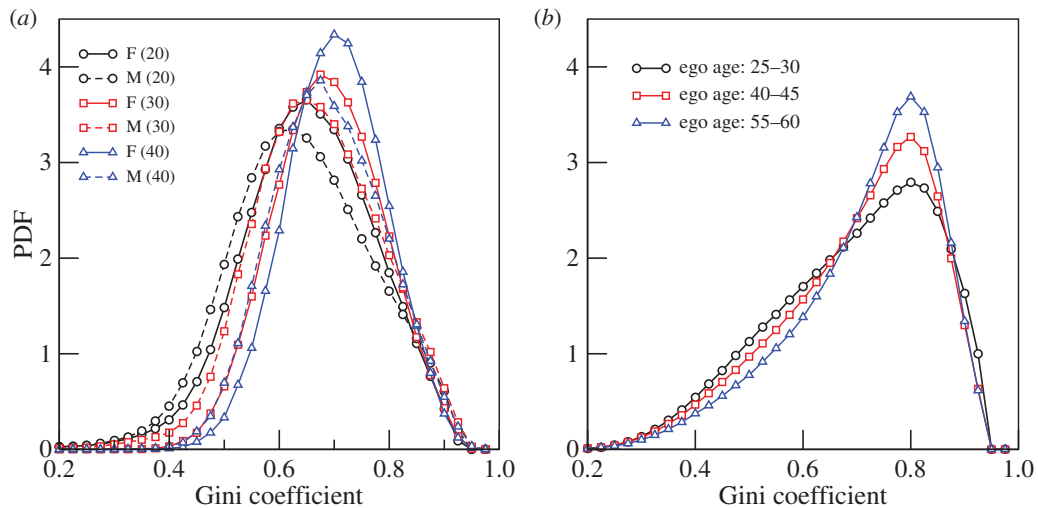 (a)
F (20)
M (20)
F (30)
M (30)
F (40)
M (40)
PDF
4
3
2
1
0
0.2 0.4 0.6 0.8 1.0
Gini coefficient
(b)
ego age: 25–30
ego age: 40–45
ego age: 55–60
4
3
2
1
0
0.2 0.4 0.6 0.8 1.0
Gini coefficient